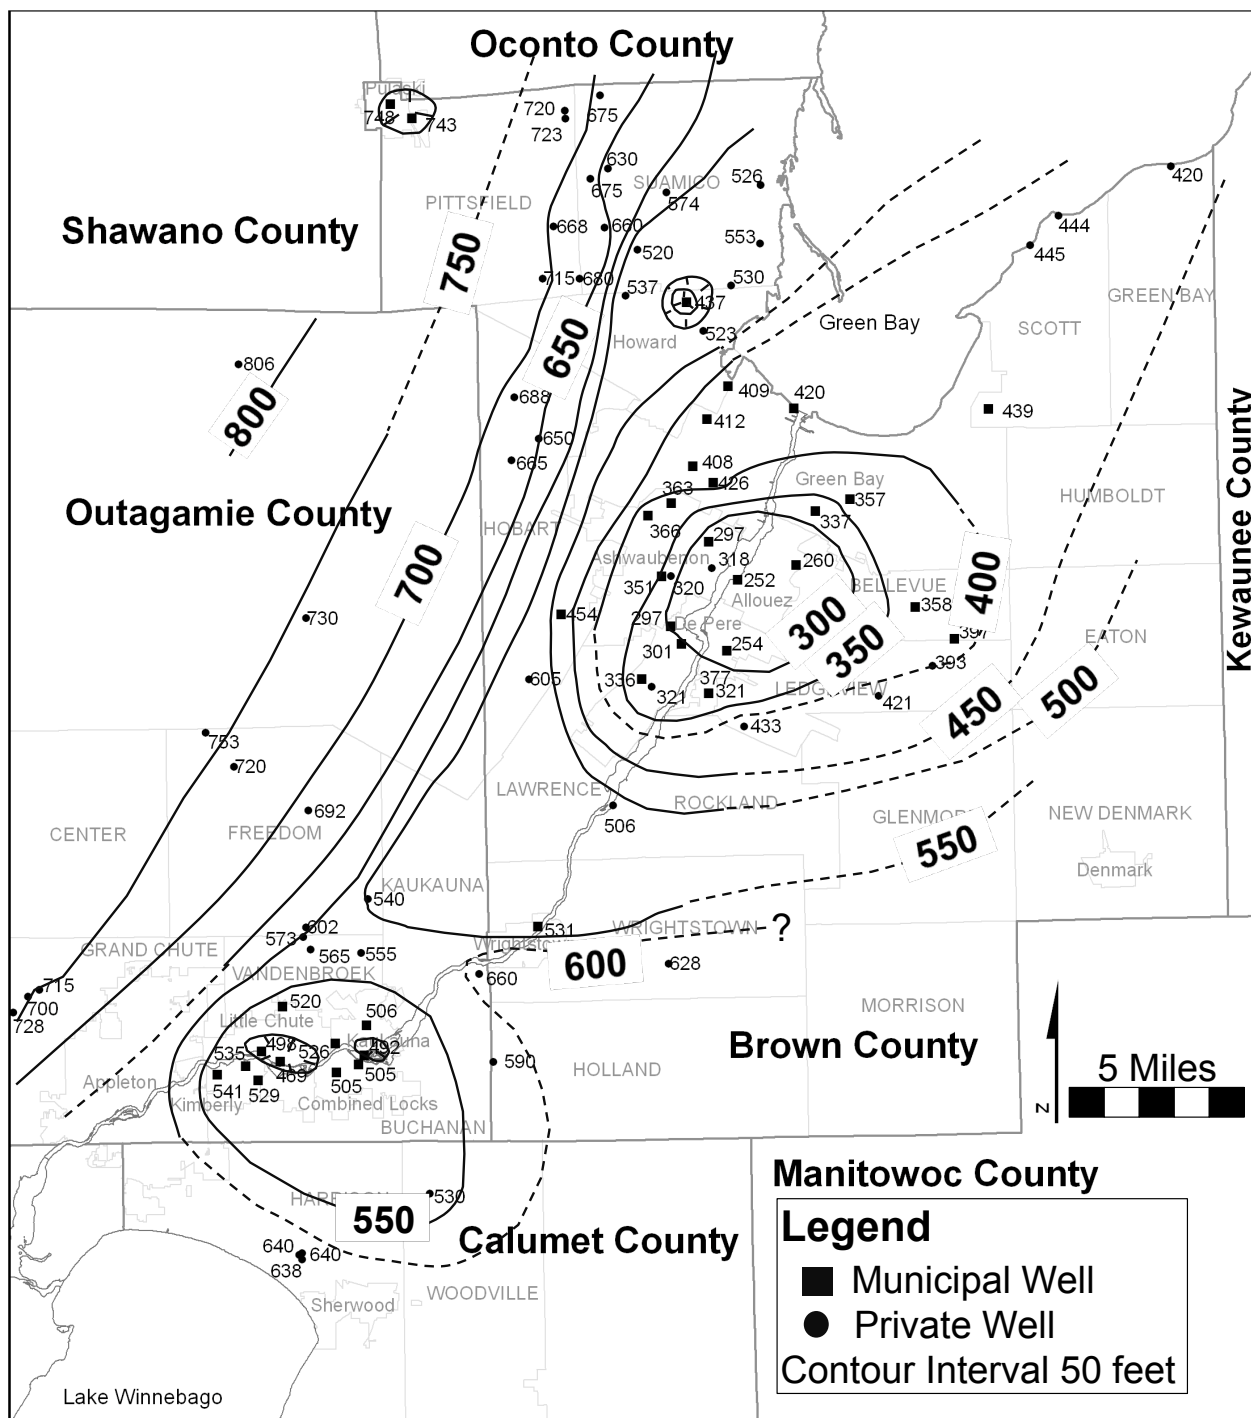 Oconto County
Pulaski
748
743
720
675
723
630
675
SUAMICO
526
574
420
PITTSFIELD
Shawano County
668
660
553
444
520
445
750
715
680
537
530
437
GREEN BAY
523
Green Bay
SCOTT
Howard
650
806
688
409
420
439
800
412
650
665
408
426
Green Bay
363
357
HUMBOLDT
Kewaunee County
Outagamie County
HOBART
366
337
297
Ashwaubenon
318
260
700
351
320
252
BELLEVUE
400
Allouez
358
454
297
De Pere
300
730
301
254
350
397
EATON
393
605
336
321
377
321
LEDGEVIEW
421
450
500
433
753
720
LAWRENCE
ROCKLAND
692
506
GLENMOR
NEW DENMARK
CENTER
FREEDOM
550
Denmark
KAUKAUNA
540
602
573
531
WRIGHTSTOWN
?
GRAND CHUTE
565
555
Wrightstown
600
628
VANDENBROEK
660
715
700
728
520
506
MORRISON
Little Chute
Kaukauna
498
526
492
Brown County
535
469
505
590
HOLLAND
5 Miles
Appleton
541
529
505
Kimberly
Combined Locks
BUCHANAN
N
Manitowoc County
HARRISON
530
550
Legend
Calumet County
640
640
638
Municipal Well
WOODVILLE
Sherwood
Private Well
Contour Interval 50 feet
Lake Winnebago